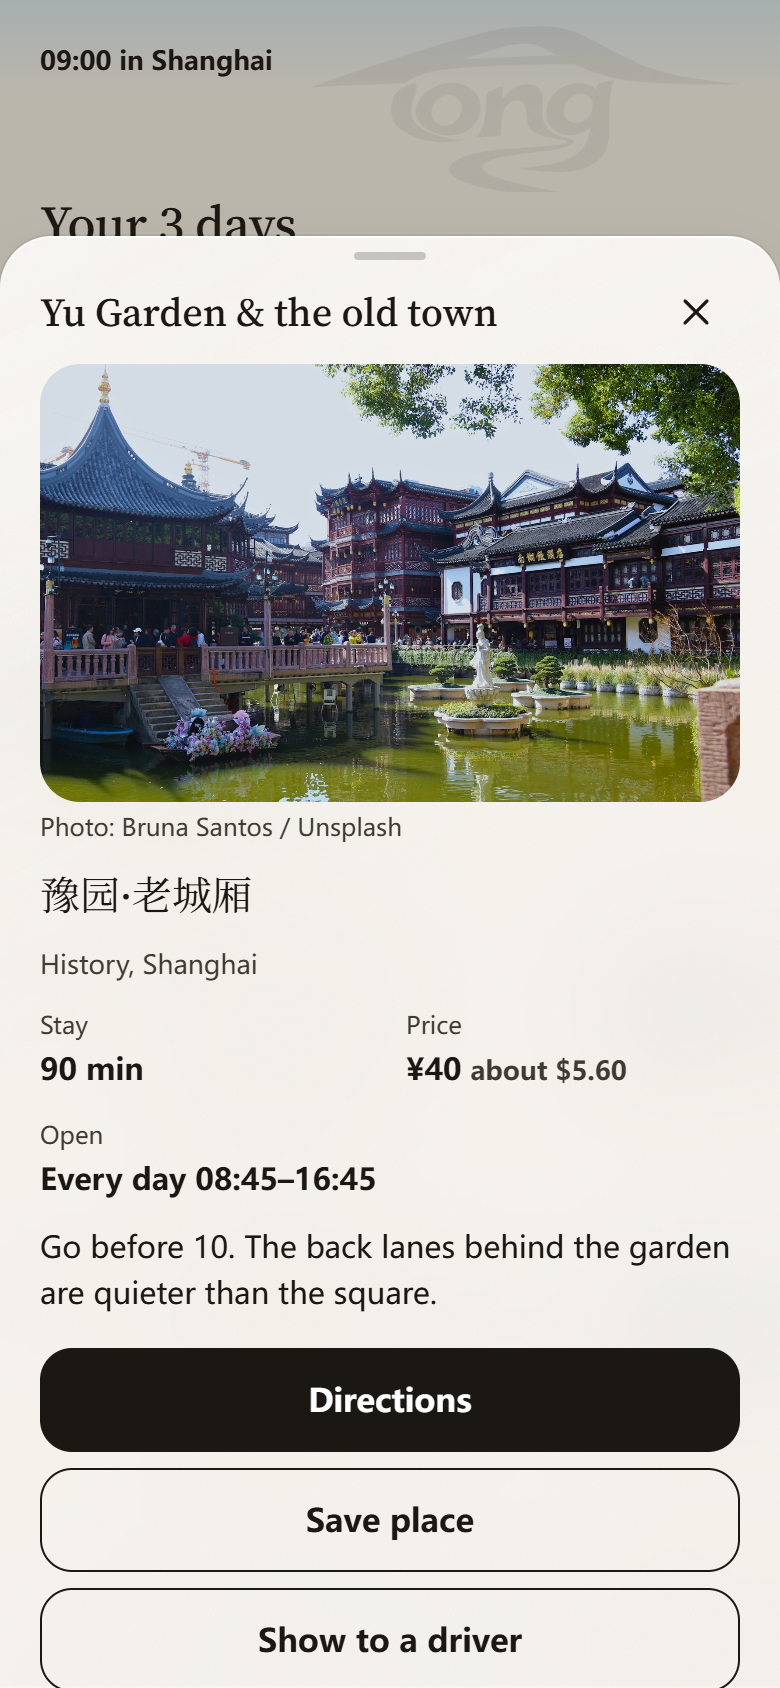 09:00 in Shanghai
long
Your 3 days
Yu Garden & the old town
Photo: Bruna Santos / Unsplash
豫园·老城厢
History, Shanghai
Stay
Price
90 min
¥40 about $5.60
Open
Every day 08:45–16:45
Go before 10. The back lanes behind the garden
are quieter than the square.
Directions
Save place
Show to a driver